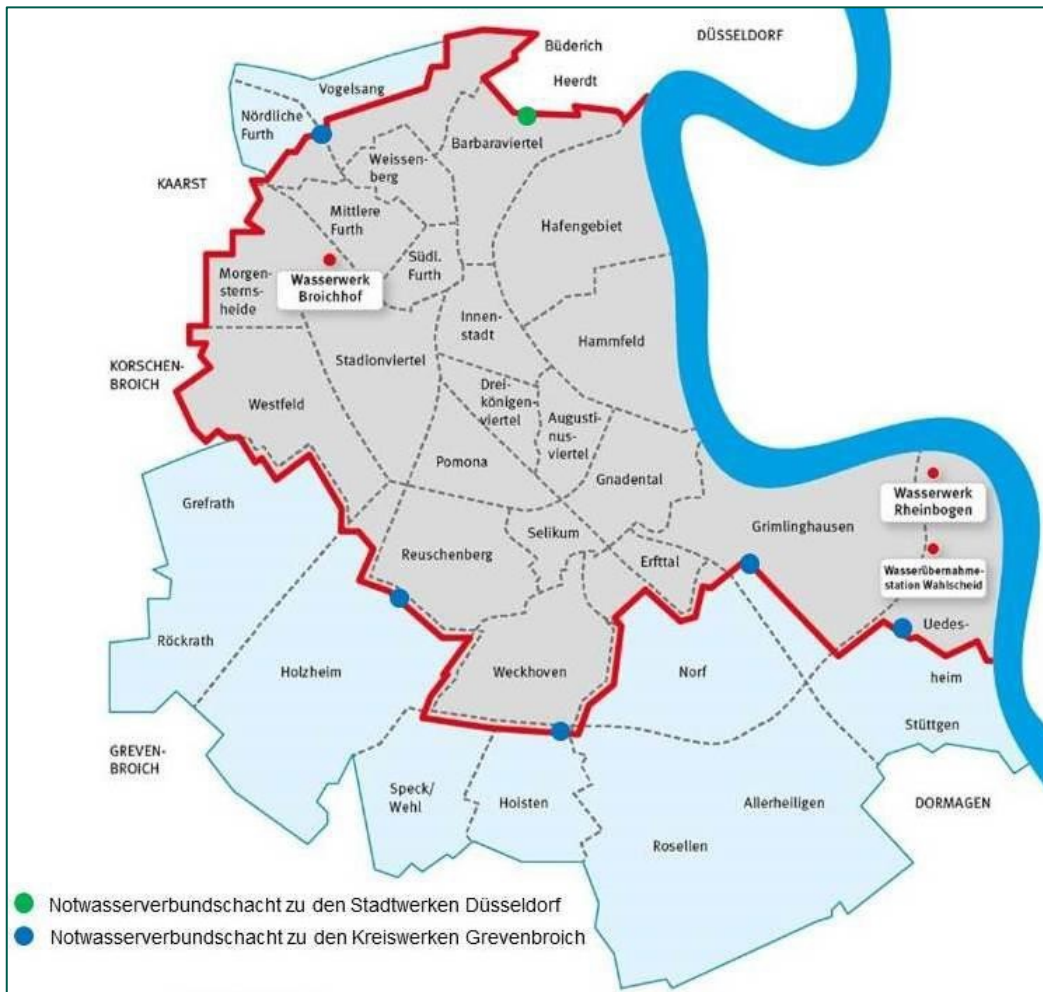 Büderich
DÜSSELDORF
Heerdt
Vogelsang
Nördliche
Furth
Barbaraviertel
Weissen-
berg
KAARST
Mittlere
Furth
Hafengebiet
Südl.
Furth
Morgen-
sternsheide
Wasserwerk
Broichhof
Innen-
stadt
Hammfeld
Stadionviertel
KORSCHEN-
BROICH
Drei-
königen-
viertel
Westfeld
Augusti-
nus-
viertel
Pomona
Gnadental
Grefrath
Wasserwerk
Rheinbogen
Grimlinghausen
Selikum
Reuschenberg
Erfttal
Wasserübernahme-
station Wahlscheid
Uedes-
Röckrath
Holzheim
Weckhoven
Norf
heim
Stüttgen
GREVEN-
BROICH
Speck/
Wehl
Hoisten
Allerheiligen
DORMAGEN
Rosellen
Notwasserverbundschacht zu den Stadtwerken Düsseldorf
Notwasserverbundschacht zu den Kreiswerken Grevenbroich